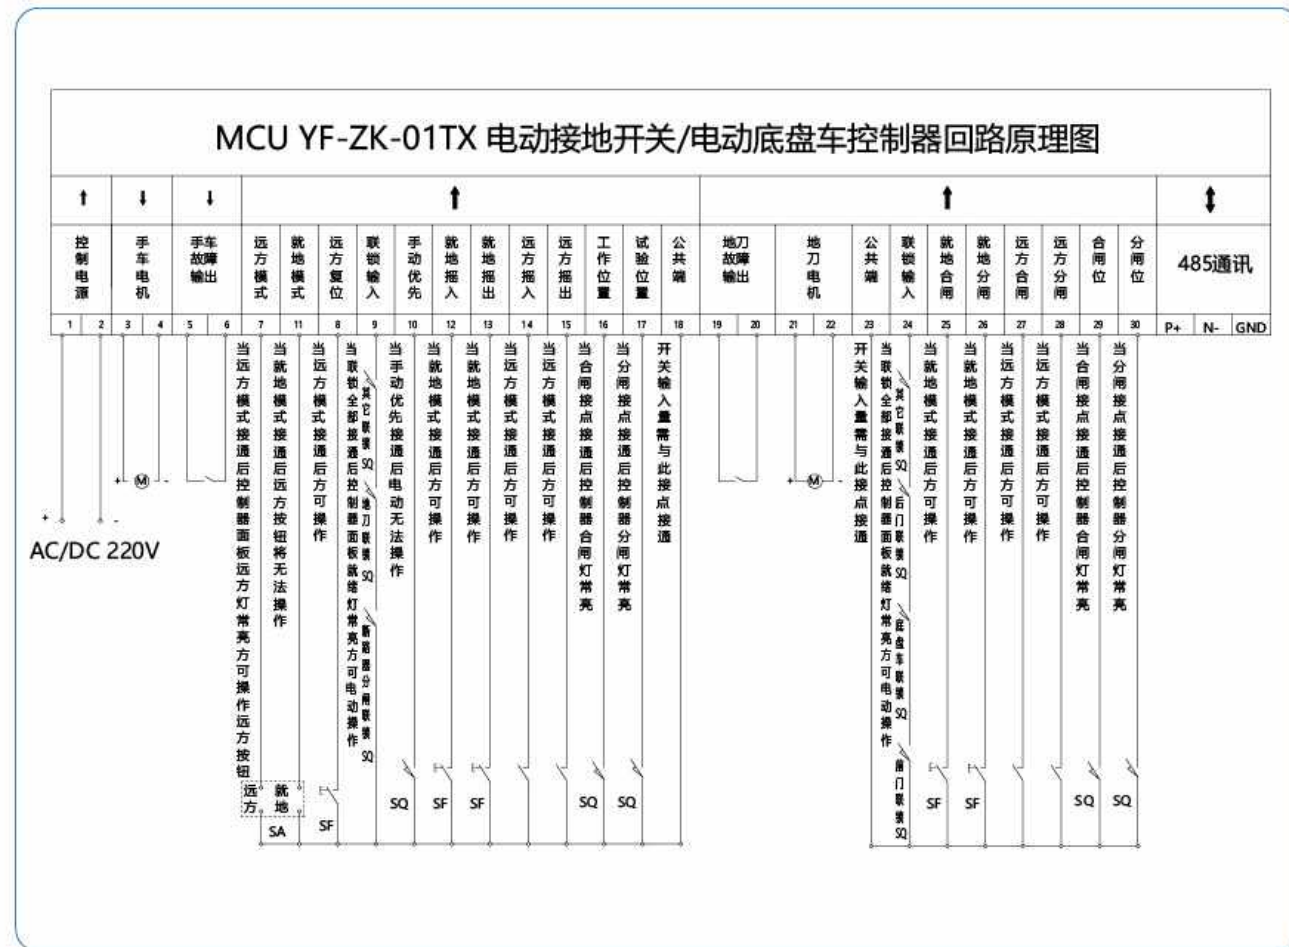 MCU YF-ZK-01TX 电动接地开关/电动底盘车控制器回路原理图
控制电源
手车电机
手车故障输出
远方模式
就地模式
远方复位
联锁输入
手动优先
就地摇入
就地摇出
远方摇入
远方摇出
工作位置
试验位置
公共端
地刀故障输出
地刀电机
公共端
联锁输入
就地合闸
就地分闸
远方合闸
远方分闸
合闸位
分闸位
485通讯
1 2 3 4 5 6 7 11 8 9 10 12 13 14 15 16 17 18 19 20 21 22 23 24 25 26 27 28 29 30 P+ N- GND
+ -
AC/DC 220V
+ M -
当远方模式接通后控制器面板远方灯常亮方可操作远方按钮
当就地模式接通后远方按钮将无法操作
当远方模式接通后方可操作
当联锁全部接通后控制器面板就绪灯常亮方可电动操作
其它联锁SQ
地刀联锁SQ
断路器分闸联锁SQ
当手动优先接通后电动无法操作
当就地模式接通后方可操作
当就地模式接通后方可操作
当远方模式接通后方可操作
当远方模式接通后方可操作
当合闸接点接通后控制器合闸灯常亮
当分闸接点接通后控制器分闸灯常亮
开关输入量需与此接点接通
+ M -
开关输入量需与此接点接通
当联锁全部接通后控制器面板就绪灯常亮方可电动操作
其它联锁SQ
后门联锁SQ
底盘车联锁SQ
前门联锁SQ
当就地模式接通后方可操作
当就地模式接通后方可操作
当远方模式接通后方可操作
当远方模式接通后方可操作
当合闸接点接通后控制器合闸灯常亮
当分闸接点接通后控制器分闸灯常亮
远方 就地
SA
SF
SQ
SF
SF
SQ
SQ
SF
SF
SQ
SQ